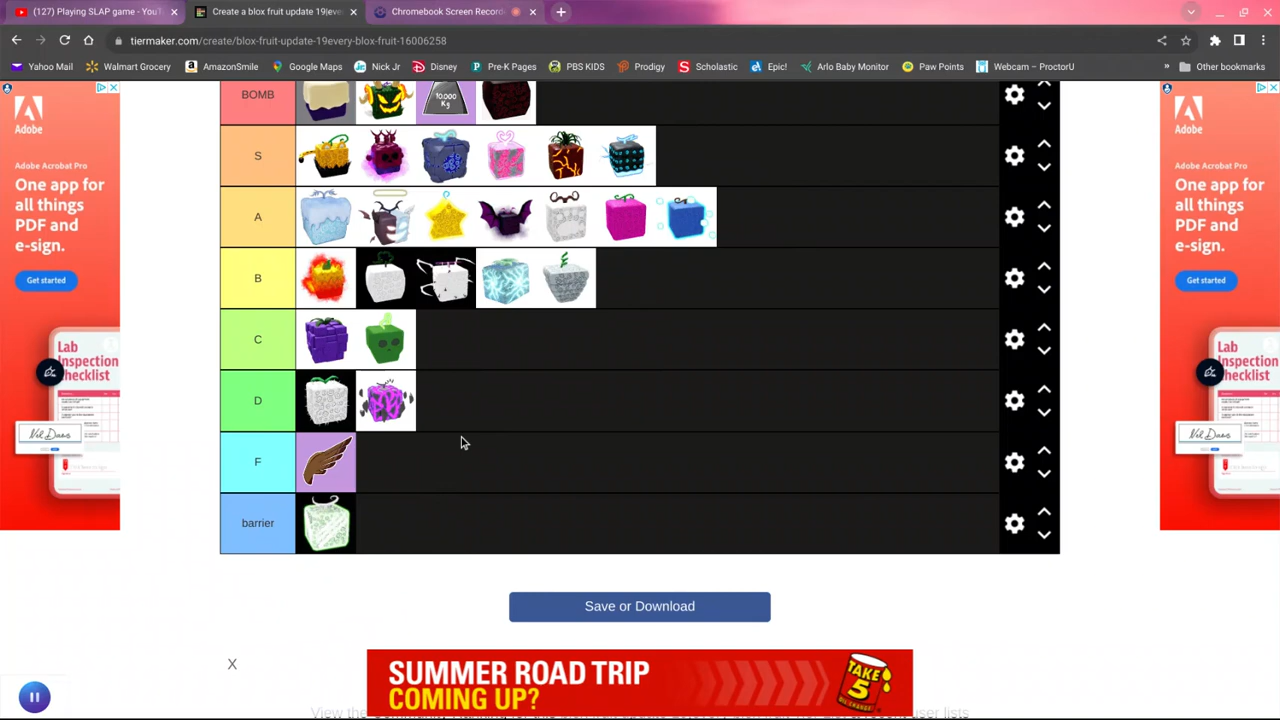 (127) Playing SLAP game - YouT
Create a blox fruit update 19|ever
Chromebook Screen Record
tiermaker.com/create/blox-fruit-update-19every-blox-fruit-16006258
Yahoo Mail
Walmart Grocery
AmazonSmile
Google Maps
Nick Jr
Disney
Pre-K Pages
PBS KIDS
Prodigy
Scholastic
Epic!
Arlo Baby Monitor
Paw Points
Webcam – ProctorU
»
Other bookmarks
Adobe
Adobe Acrobat Pro
One app for
all things
PDF and
e-sign.
Get started
Lab
Inspection
Checklist
BOMB
10,000
Kg
S
A
B
C
D
F
barrier
Adobe
Adobe Acrobat Pro
One app for
all things
PDF and
e-sign.
Get started
Lab
Inspection
Checklist
Save or Download
X
SUMMER ROAD TRIP
COMING UP?
TAKE
5
OIL CHANGE